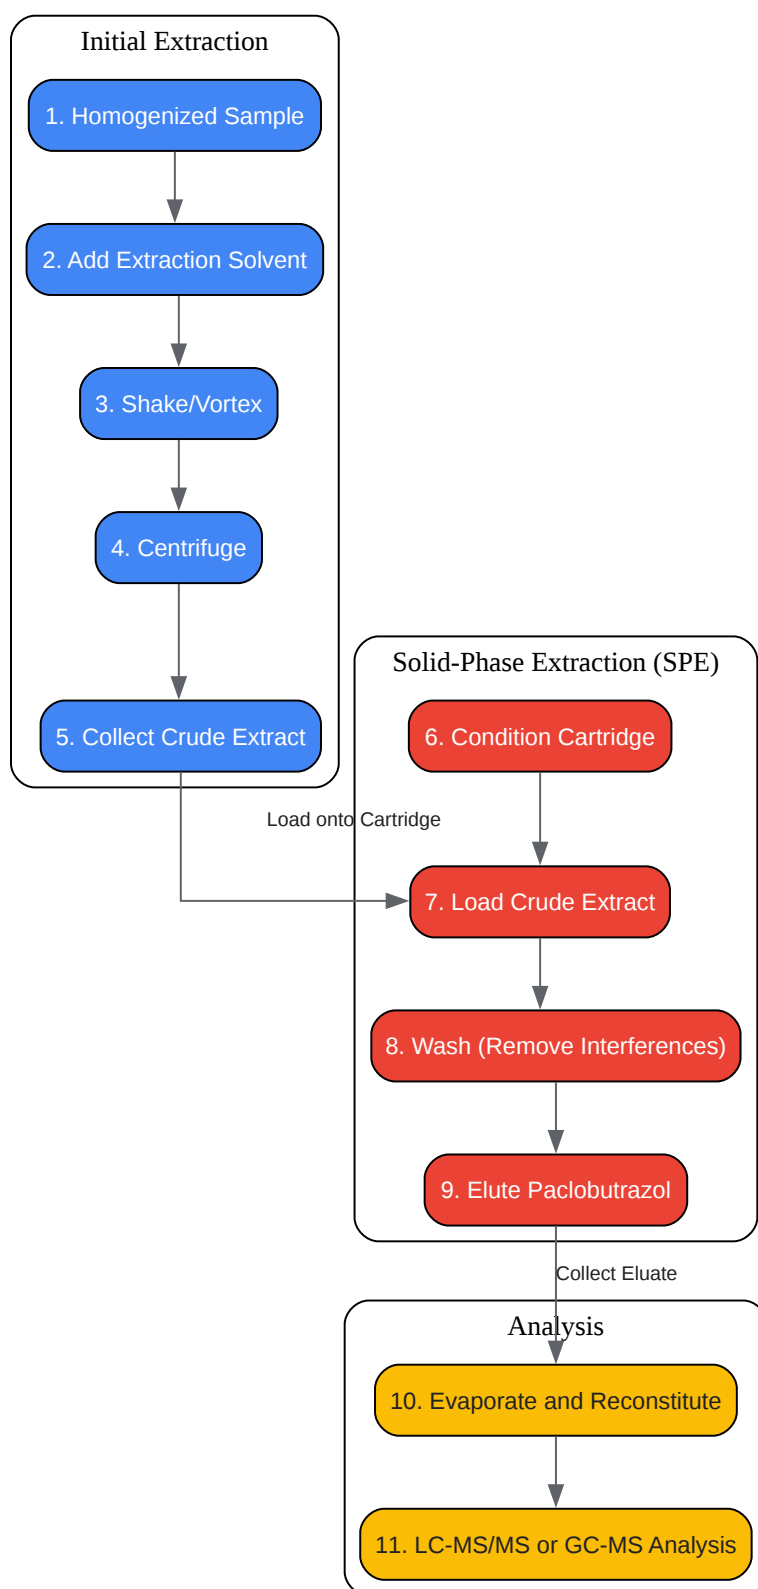 Initial Extraction
1. Homogenized Sample
2. Add Extraction Solvent
3. Shake/Vortex
4. Centrifuge
5. Collect Crude Extract
Load onto Cartridge
Solid-Phase Extraction (SPE)
6. Condition Cartridge
7. Load Crude Extract
8. Wash (Remove Interferences)
9. Elute Paclobutrazol
Collect Eluate
Analysis
10. Evaporate and Reconstitute
11. LC-MS/MS or GC-MS Analysis